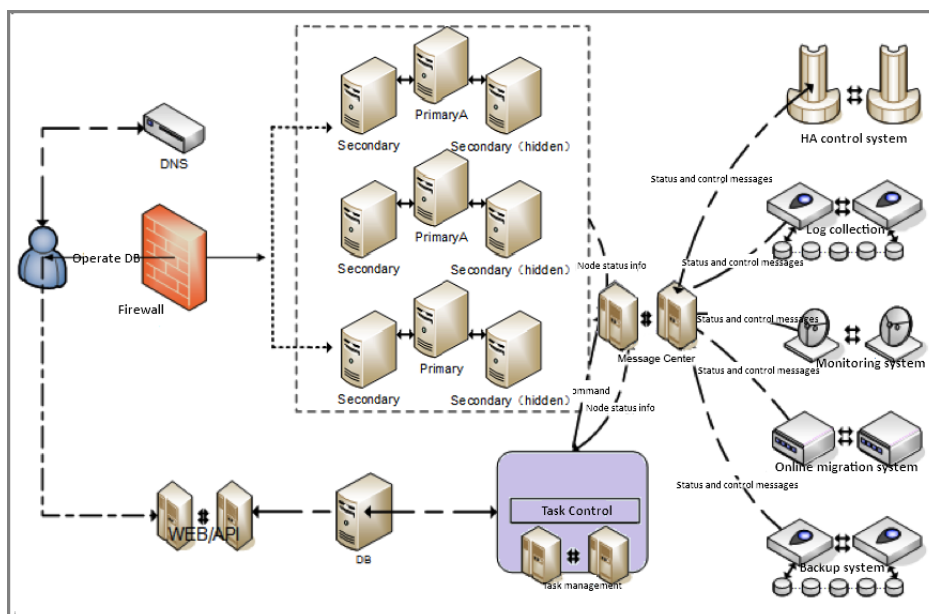 DNS
Operate DB
Firewall
PrimaryA
Secondary
Secondary（hidden）
PrimaryA
Secondary
Secondary（hidden）
Primary
Secondary
Secondary（hidden）
HA control system
Status and control messages
Log collection
Node status info
Status and control messages
Status and control messages
Message Center
Monitoring system
Status and control messages
ommand
Node status info
Online migration system
Status and control messages
Task Control
WEB/API
DB
Task management
Backup system